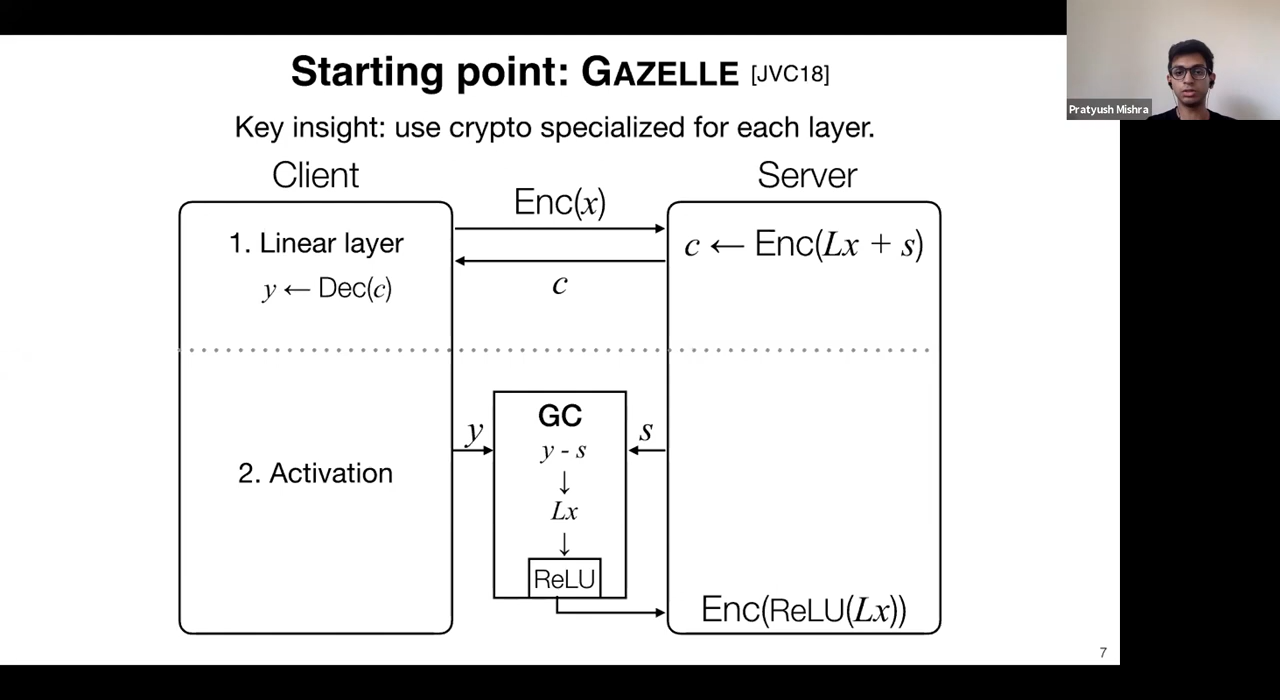 Starting point: GAZELLE [JVC18]
Pratyush Mishra
Key insight: use crypto specialized for each layer.
Client
Server
Enc(x)
1. Linear layer
c ← Enc(Lx + s)
y ← Dec(c)
c
GC
y
s
y - s
↓
2. Activation
Lx
↓
ReLU
Enc(ReLU(Lx))
7